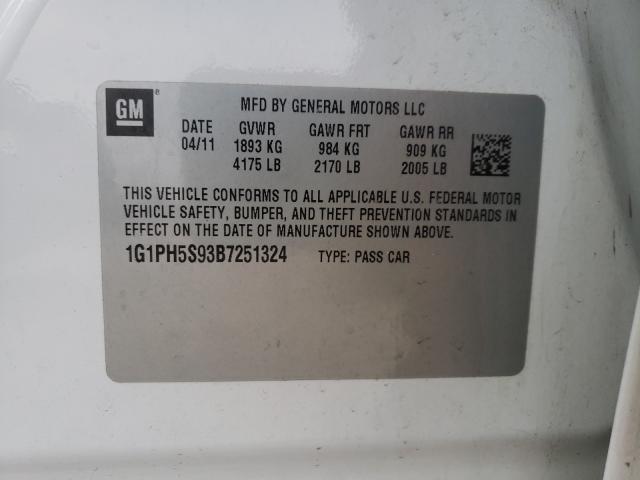 GM ®
MFD BY GENERAL MOTORS LLC
DATE GVWR GAWR FRT GAWR RR
04/11 1893 KG 984 KG 909 KG
4175 LB 2170 LB 2005 LB
THIS VEHICLE CONFORMS TO ALL APPLICABLE U.S. FEDERAL MOTOR
VEHICLE SAFETY, BUMPER, AND THEFT PREVENTION STANDARDS IN
EFFECT ON THE DATE OF MANUFACTURE SHOWN ABOVE.
1G1PH5S93B7251324 TYPE: PASS CAR